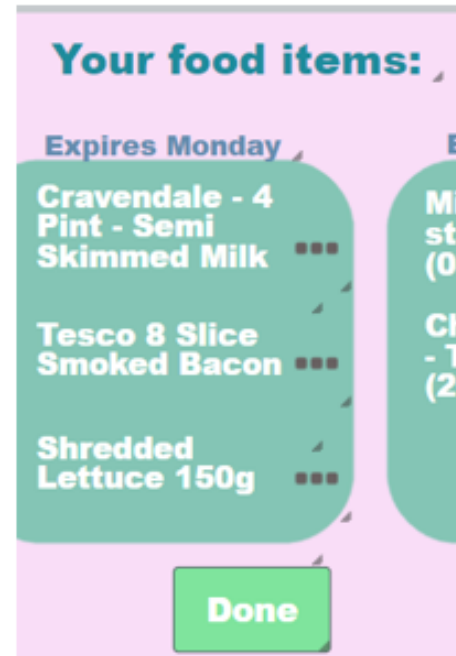 Your food items:
Expires Monday
Cravendale - 4
Pint - Semi
Skimmed Milk
Tesco 8 Slice
Smoked Bacon
Shredded
Lettuce 150g
Done